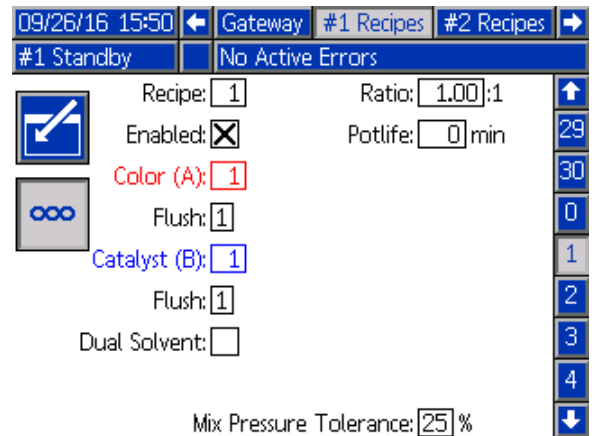 09/26/16 15:50 Gateway #1 Recipes #2 Recipes
#1 Standby No Active Errors
Recipe: 1 Ratio: 1.00 :1
Enabled: Potlife: 0 min
Color (A): 1
Flush: 1
Catalyst (B): 1
Flush: 1
Dual Solvent:
Mix Pressure Tolerance: 25 %
29
30
0
1
2
3
4